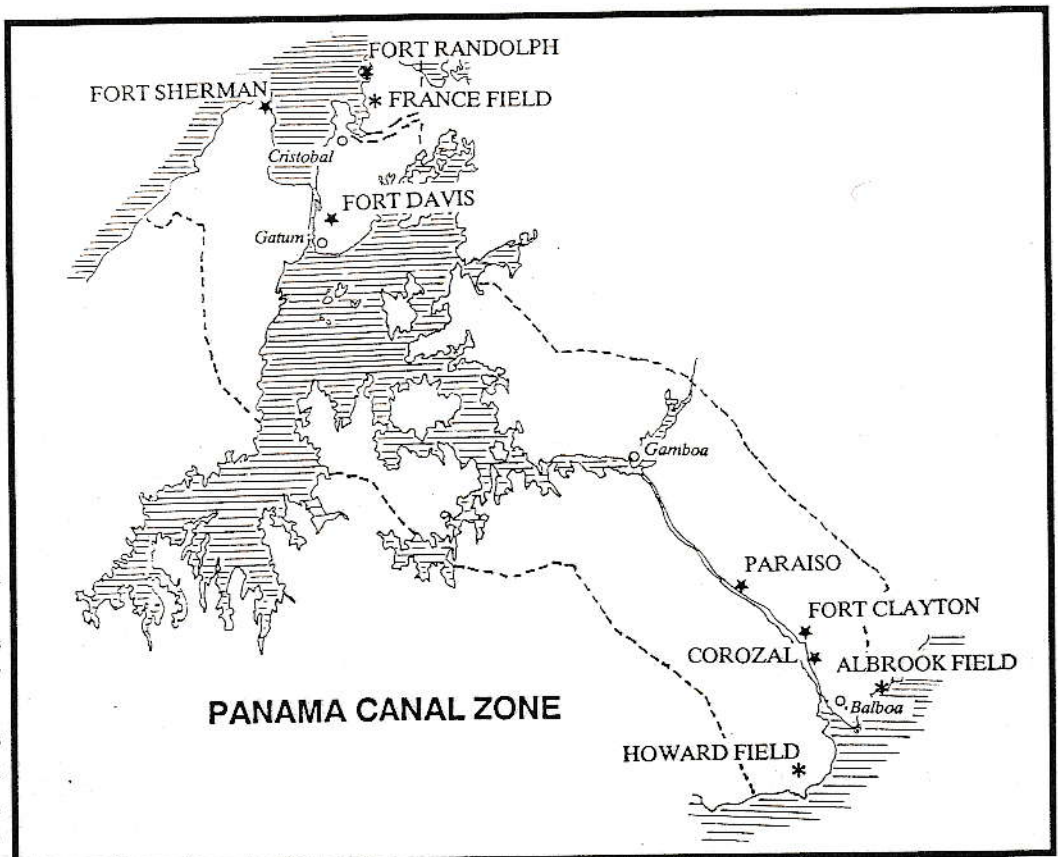 FORT RANDOLPH
FORT SHERMAN
FRANCE FIELD
Cristobal
FORT DAVIS
Gatum
Gamboa
PARAISO
FORT CLAYTON
COROZAL
ALBROOK FIELD
Balboa
PANAMA CANAL ZONE
HOWARD FIELD